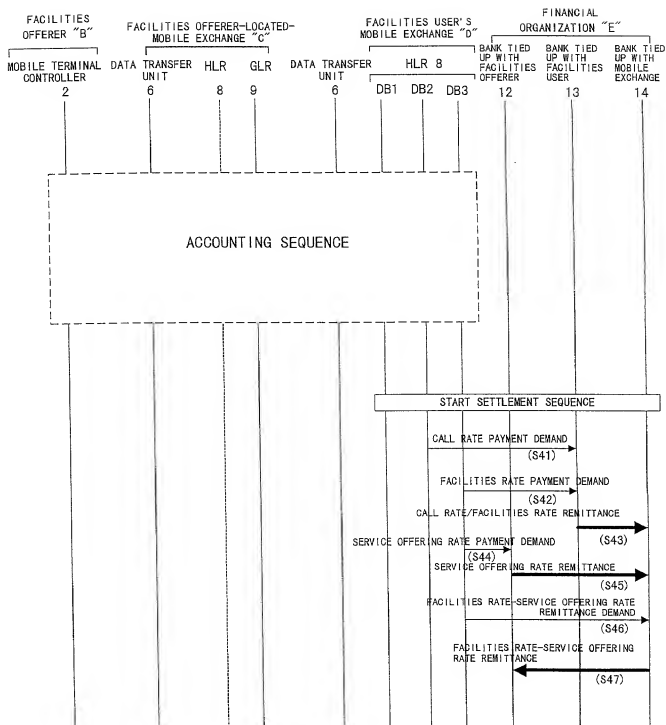 FACILITIES
OFFERER "B"
FACILITIES OFFERER-LOCATED-
MOBILE EXCHANGE "C"
FACILITIES USER'S
MOBILE EXCHANGE "D"
FINANCIAL
ORGANIZATION "E"
MOBILE TERMINAL
CONTROLLER
2
DATA TRANSFER
UNIT
6
HLR
8
GLR
9
DATA TRANSFER
UNIT
6
HLR 8
DB1 DB2 DB3
BANK TIED
UP WITH
FACILITIES
OFFERER
12
BANK TIED
UP WITH
FACILITIES
USER
13
BANK TIED
UP WITH
MOBILE
EXCHANGE
14
ACCOUNTING SEQUENCE
START SETTLEMENT SEQUENCE
CALL RATE PAYMENT DEMAND
(S41)
FACILITIES RATE PAYMENT DEMAND
(S42)
CALL RATE/FACILITIES RATE REMITTANCE
(S43)
SERVICE OFFERING RATE PAYMENT DEMAND
(S44)
SERVICE OFFERING RATE REMITTANCE
(S45)
FACILITIES RATE-SERVICE OFFERING RATE
REMITTANCE DEMAND
(S46)
FACILITIES RATE-SERVICE OFFERING
RATE REMITTANCE
(S47)